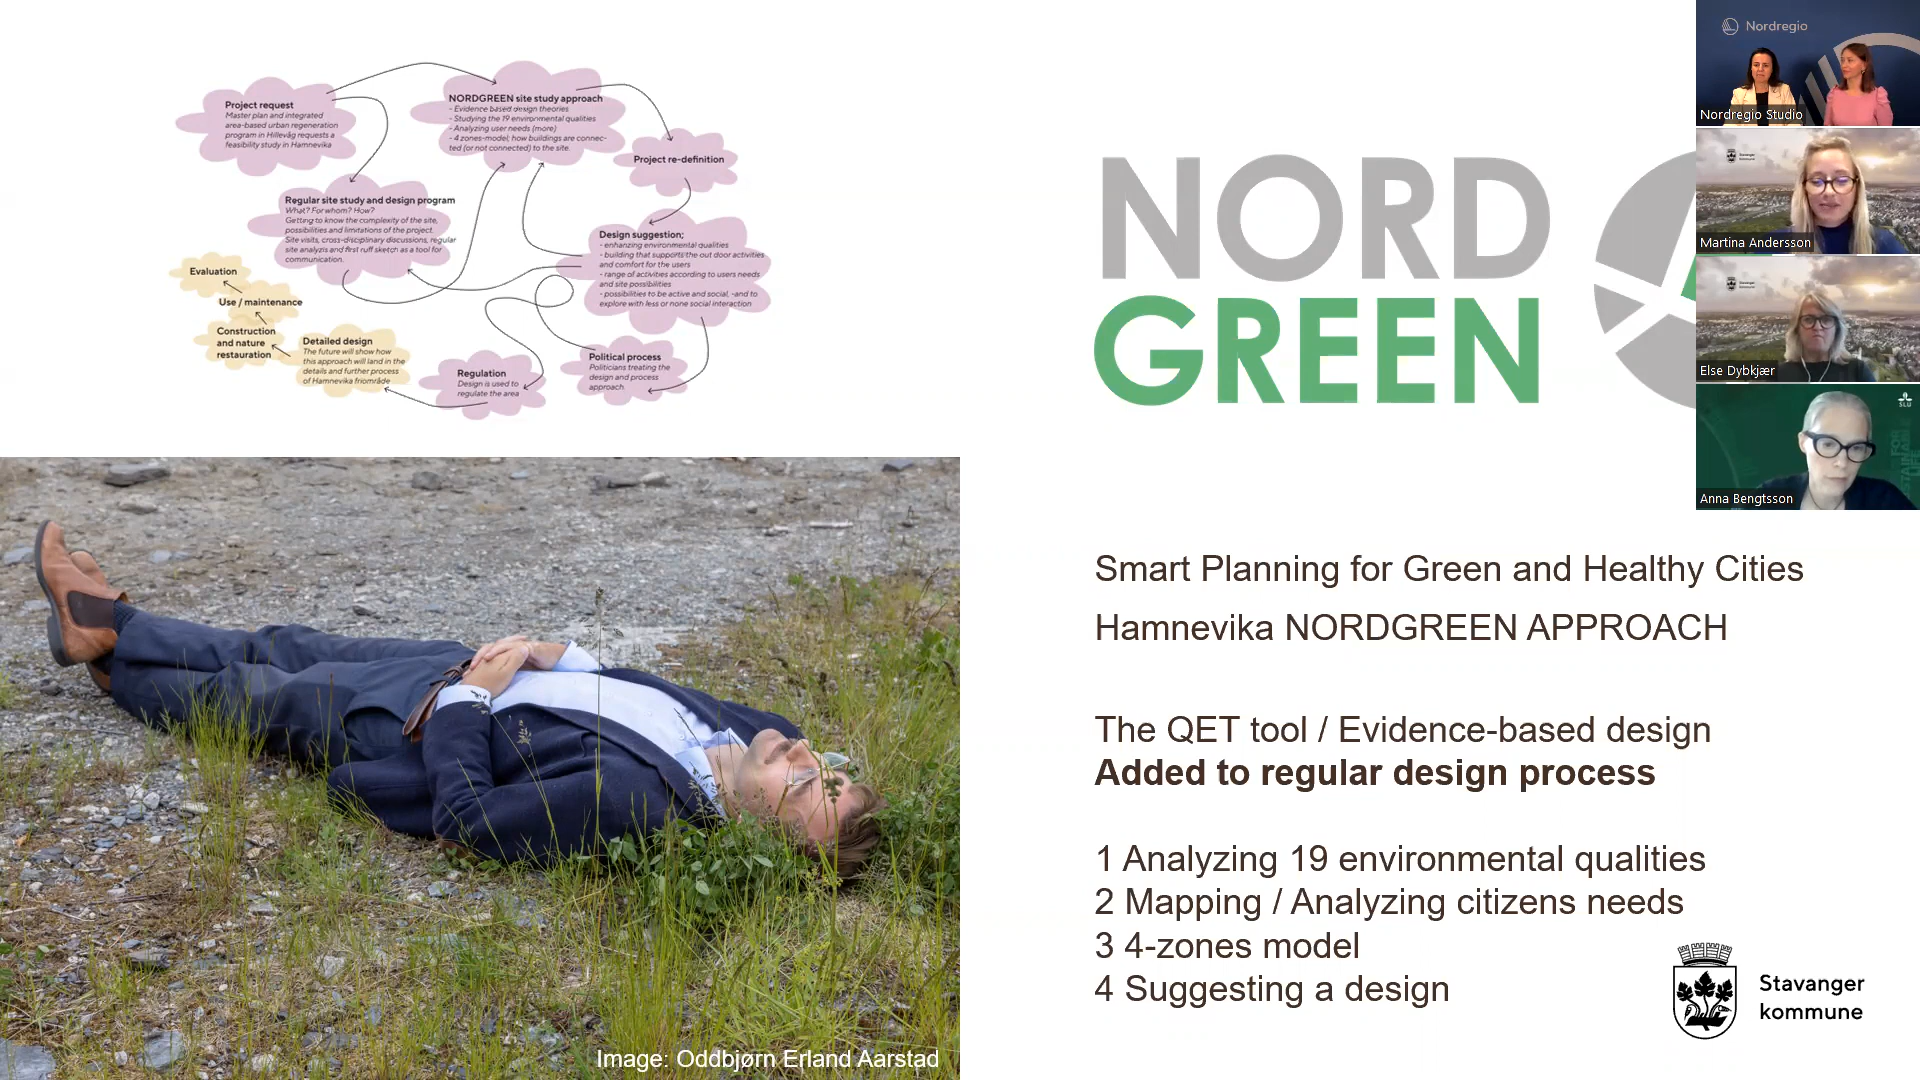 Project request
Master plan and integrated
area-based urban regeneration
program in Hillevåg requests a
feasibility study in Hamnevika
NORDGREEN site study approach
- Evidence based design theories
- Studying the 19 environmental qualities
- Analyzing user needs (more)
- 4 zones-model; how buildings are connec-
ted (or not connected) to the site.
Project re-definition
Regular site study and design program
What? For whom? How?
Getting to know the complexity of the site,
possibilities and limitations of the project.
Site visits, cross-disciplinary discussions, regular
site analyzis and first ruff sketch as a tool for
communication.
Design suggestion;
- enhanzing environmental qualities
- building that supports the out door activities
and comfort for the users
- range of activities according to users needs
and site possibilities
- possibilities to be active and social, -and to
explore with less or none social interaction
Evaluation
Use / maintenance
Construction
and nature
restauration
Detailed design
The future will show how
this approach will land in the
details and further process
of Hamnevika friområde
Regulation
Design is used to
regulate the area
Political process
Politicians treating the
design and process
approach.
NORD
GREEN
Nordregio
Nordregio Studio
Martina Andersson
Else Dybkjær
SLU
Anna Bengtsson
Smart Planning for Green and Healthy Cities
Hamnevika NORDGREEN APPROACH
The QET tool / Evidence-based design
Added to regular design process
1 Analyzing 19 environmental qualities
2 Mapping / Analyzing citizens needs
3 4-zones model
4 Suggesting a design
Stavanger
kommune
Image: Oddbjørn Erland Aarstad